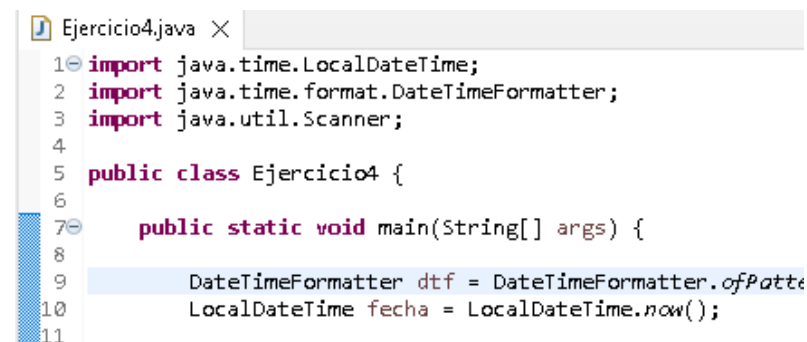 Ejercicio4.java
1 import java.time.LocalDateTime;
2 import java.time.format.DateTimeFormatter;
3 import java.util.Scanner;
4
5 public class Ejercicio4 {
6
7 public static void main(String[] args) {
8
9 DateTimeFormatter dtf = DateTimeFormatter.ofPatte
10 LocalDateTime fecha = LocalDateTime.now();
11